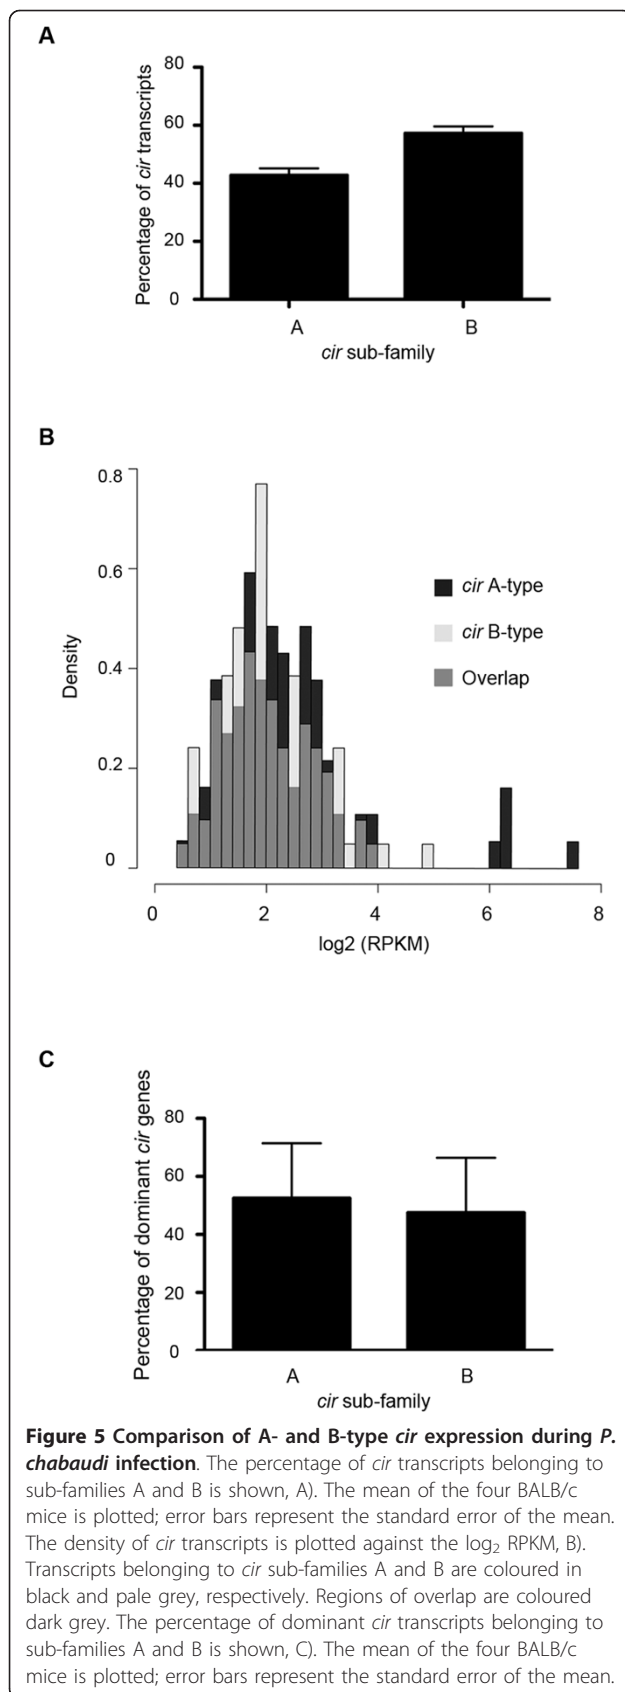 A
80
60
40
20
0
Percentage of cir transcripts
A
B
cir sub-family
B
0.8
0.6
0.4
0.2
0
Density
cir A-type
cir B-type
Overlap
0
2
4
6
8
log2 (RPKM)
C
80
60
40
20
0
Percentage of dominant cir genes
A
B
cir sub-family
Figure 5 Comparison of A- and B-type cir expression during P.
chabaudi infection. The percentage of cir transcripts belonging to
sub-families A and B is shown, A). The mean of the four BALB/c
mice is plotted; error bars represent the standard error of the mean.
The density of cir transcripts is plotted against the log2 RPKM, B).
Transcripts belonging to cir sub-families A and B are coloured in
black and pale grey, respectively. Regions of overlap are coloured
dark grey. The percentage of dominant cir transcripts belonging to
sub-families A and B is shown, C). The mean of the four BALB/c
mice is plotted; error bars represent the standard error of the mean.